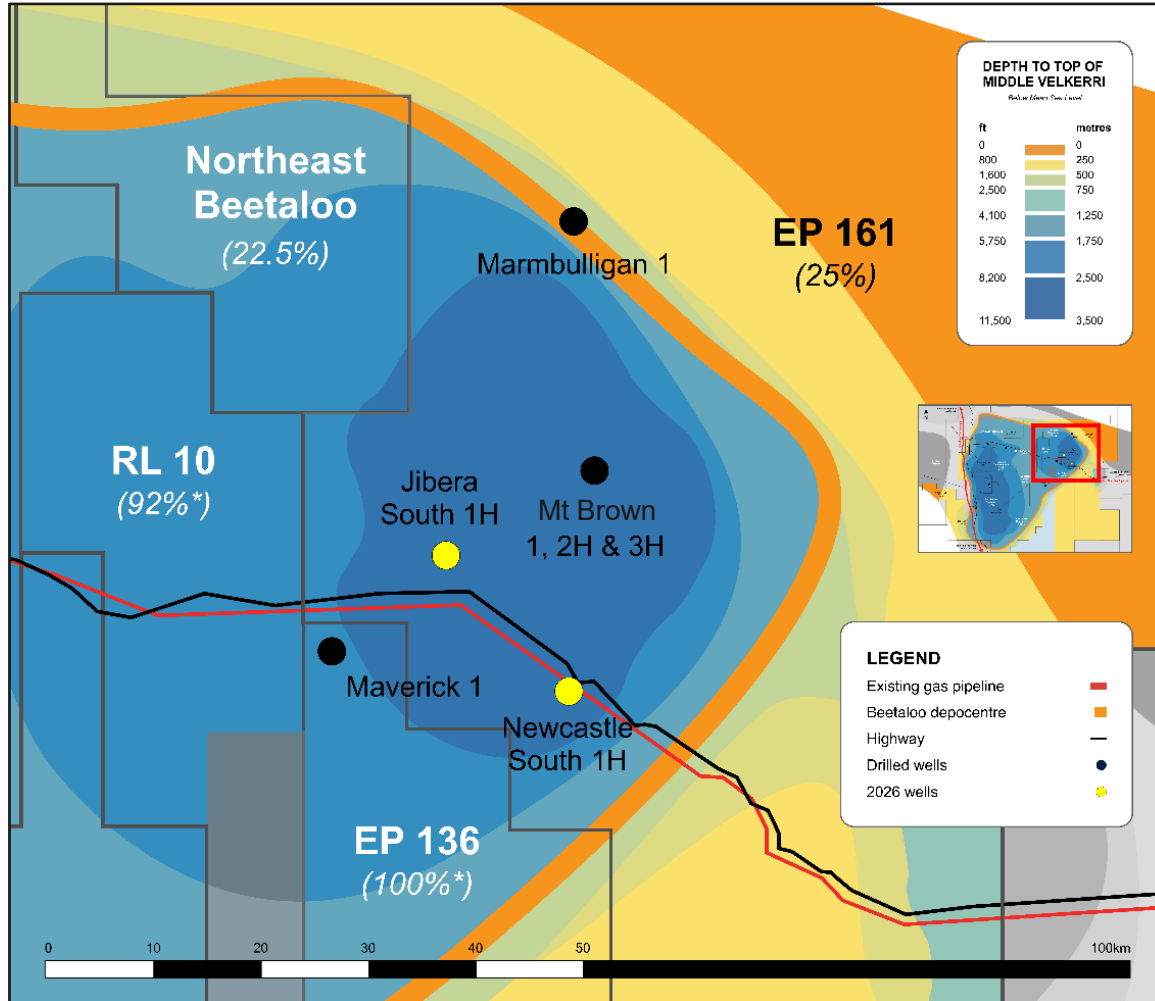 Northeast
Beetaloo
(22.5%)
Marmbulligan 1
EP 161
(25%)
DEPTH TO TOP OF
MIDDLE VELKERRI
Below Mean Sea Level
ft metres
0 0
800 250
1,600 500
2,500 750
4,100 1,250
5,750 1,750
8,200 2,500
11,500 3,500
RL 10
(92%*)
Jibera
South 1H
Mt Brown
1, 2H & 3H
Maverick 1
Newcastle
South 1H
EP 136
(100%*)
LEGEND
Existing gas pipeline
Beetaloo depocentre
Highway
Drilled wells
2026 wells
0 10 20 30 40 50 100km